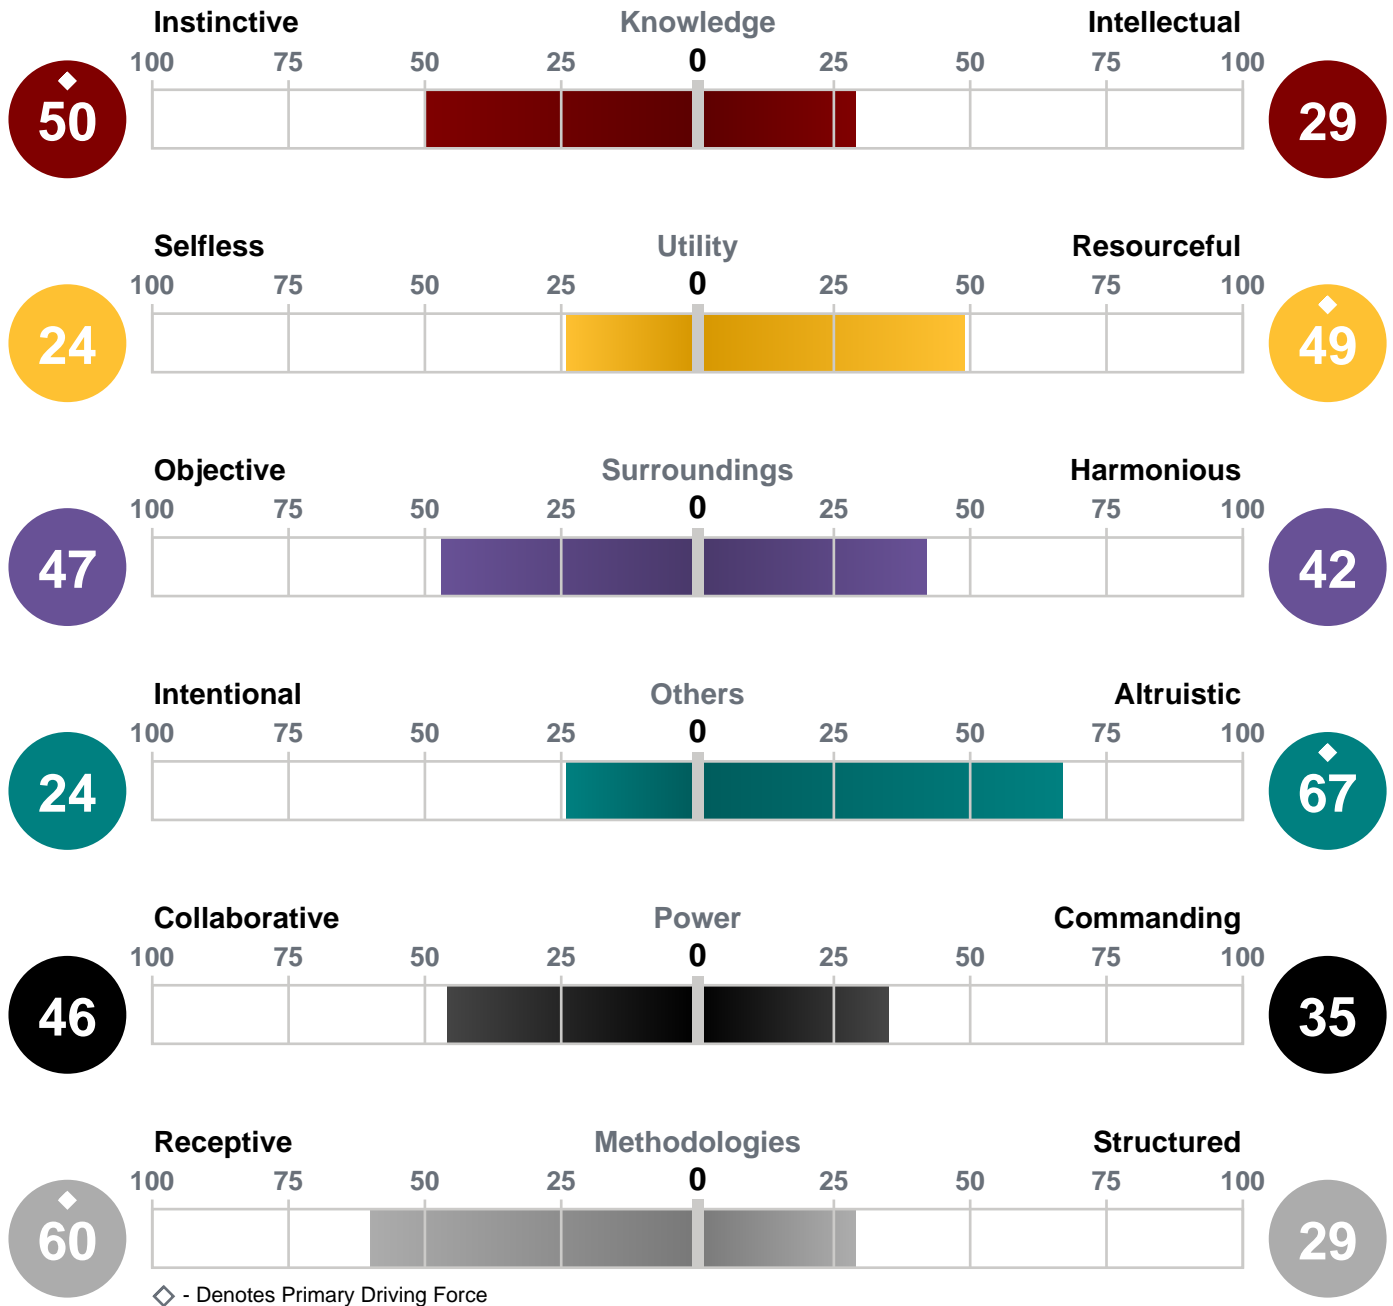 Instinctive Knowledge Intellectual
100 75 50 25 0 25 50 75 100
50 29
Selfless Utility Resourceful
100 75 50 25 0 25 50 75 100
24 49
Objective Surroundings Harmonious
100 75 50 25 0 25 50 75 100
47 42
Intentional Others Altruistic
100 75 50 25 0 25 50 75 100
24 67
Collaborative Power Commanding
100 75 50 25 0 25 50 75 100
46 35
Receptive Methodologies Structured
100 75 50 25 0 25 50 75 100
60 29
- Denotes Primary Driving Force